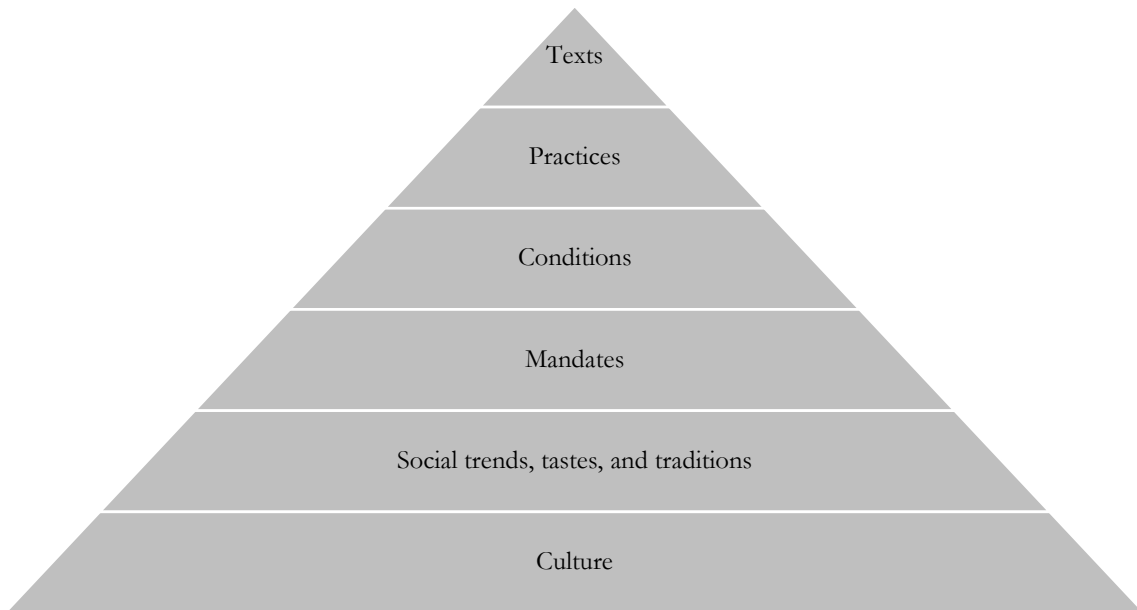 Texts
Practices
Conditions
Mandates
Social trends, tastes, and traditions
Culture